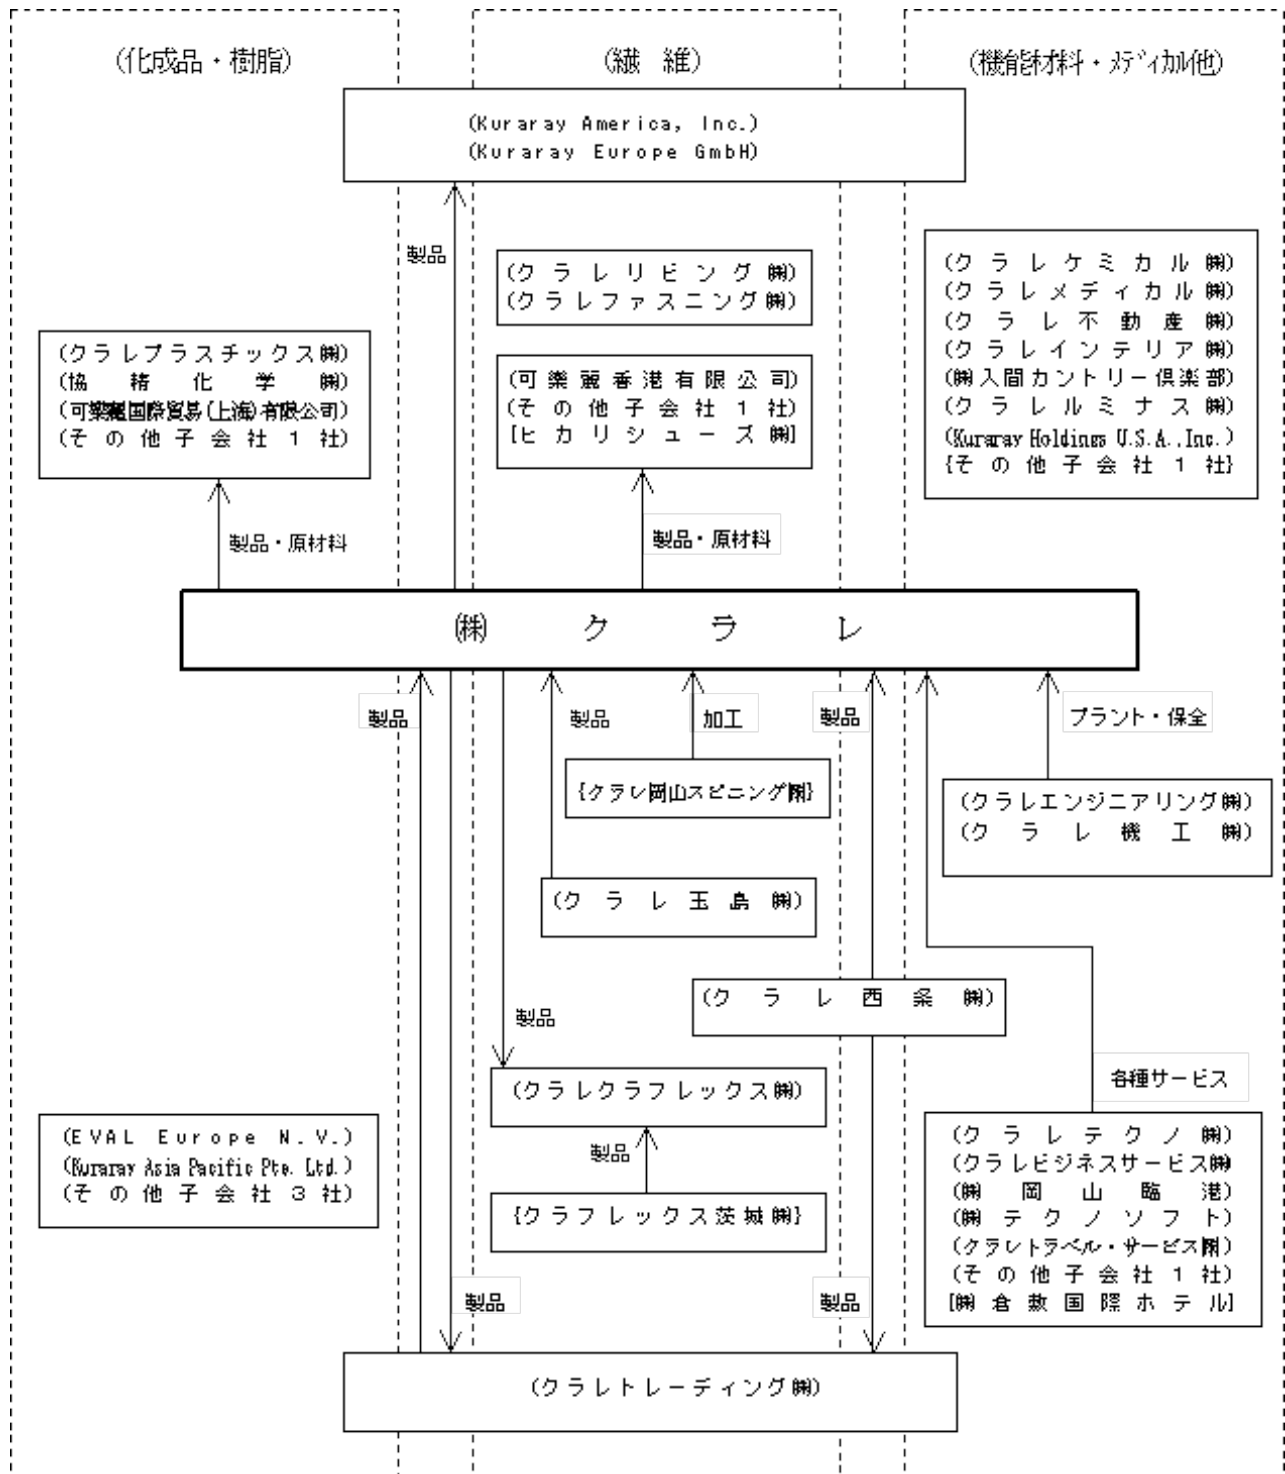 (化成品・樹脂)
(繊 維)
(機能材料・メディカル他)
(Kuraray America, Inc.)
(Kuraray Europe GmbH)
製品
(クラレリビング㈱)
(クラレファスニング㈱)
(クラレケミカル㈱)
(クラレメディカル㈱)
(クラレ不動産㈱)
(クラレインテリア㈱)
(㈱入間カントリー倶楽部)
(クラレルミナス㈱)
(Kuraray Holdings U.S.A.,Inc.)
{その他子会社1社}
(クラレプラスチックス㈱)
(協精化学㈱)
(可樂麗国際貿易(上海)有限公司)
(その他子会社1社)
(可樂麗香港有限公司)
(その他子会社1社)
[ヒカリシューズ㈱]
製品・原材料
製品・原材料
㈱クラレ
製品
製品
加工
製品
プラント・保全
{クラレ岡山スピニング㈱}
(クラレエンジニアリング㈱)
(クラレ機工㈱)
(クラレ玉島㈱)
(クラレ西条㈱)
製品
(クラレクラフレックス㈱)
各種サービス
製品
(EVAL Europe N.V.)
(Kuraray Asia Pacific Pte. Ltd.)
(その他子会社3社)
{クラフレックス茨城㈱}
(クラレテクノ㈱)
(クラレビジネスサービス㈱)
(㈱岡山臨港)
(㈱テクノソフト)
(クラレトラベル・サービス㈱)
(その他子会社1社)
[㈱倉敷国際ホテル]
製品
製品
(クラレトレーディング㈱)